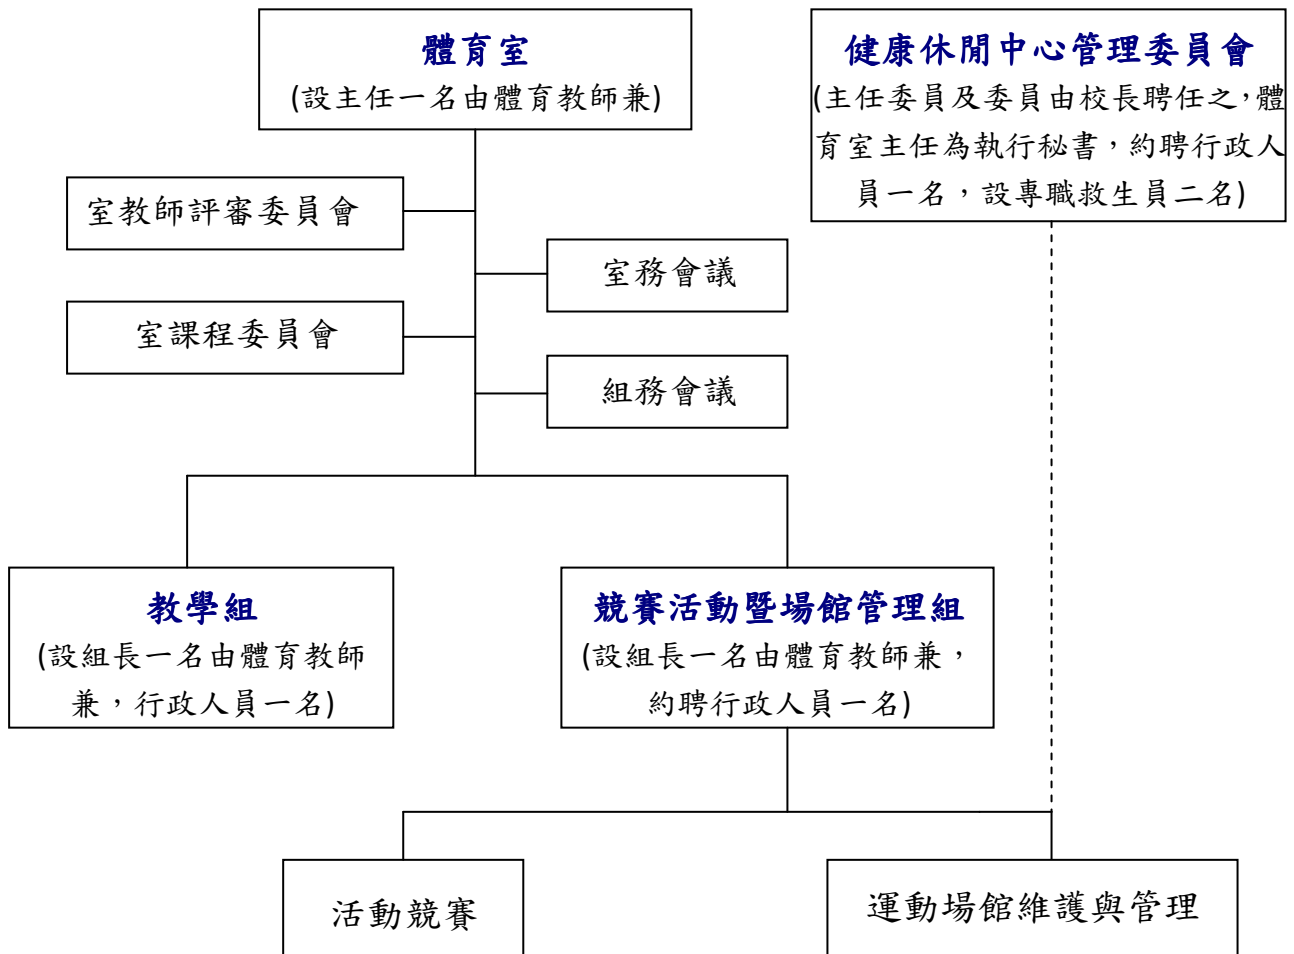 體育室
(設主任一名由體育教師兼)
健康休閒中心管理委員會
(主任委員及委員由校長聘任之，體
育室主任為執行秘書，約聘行政人
員一名，設專職救生員二名)
室教師評審委員會
室務會議
室課程委員會
組務會議
教學組
(設組長一名由體育教師
兼，行政人員一名)
競賽活動暨場館管理組
(設組長一名由體育教師兼，
約聘行政人員一名)
活動競賽
運動場館維護與管理